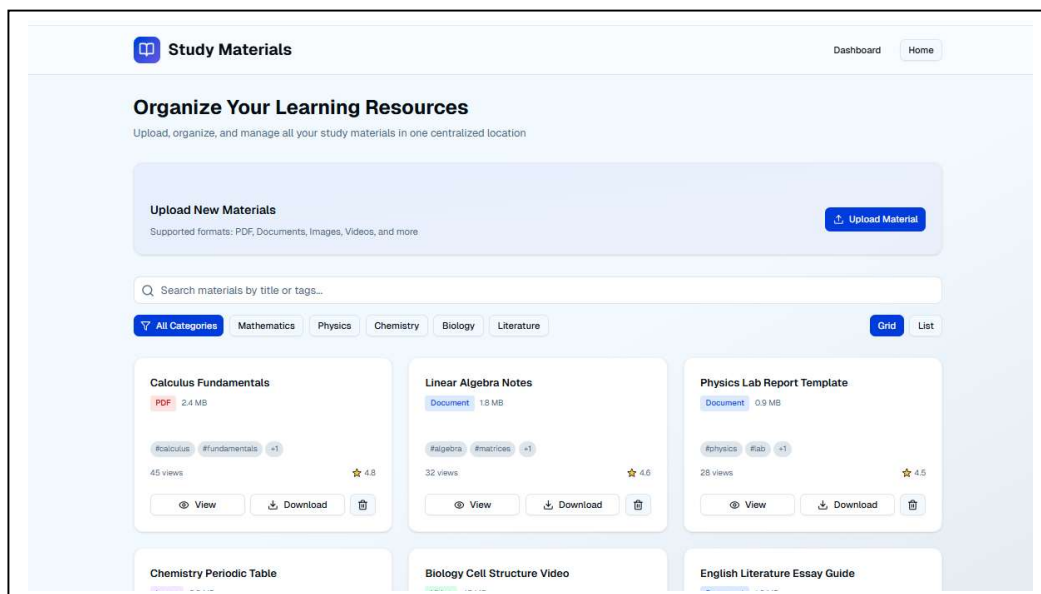 Study Materials
Dashboard
Home
Organize Your Learning Resources
Upload, organize, and manage all your study materials in one centralized location
Upload New Materials
Supported formats: PDF, Documents, Images, Videos, and more
Upload Material
Search materials by title or tags...
All Categories Mathematics Physics Chemistry Biology Literature
Grid List
Calculus Fundamentals
PDF 2.4 MB
#calculus #fundamentals +1
45 views 4.8
View Download
Linear Algebra Notes
Document 1.8 MB
#algebra #matrices +1
32 views 4.6
View Download
Physics Lab Report Template
Document 0.9 MB
#physics #lab +1
28 views 4.5
View Download
Chemistry Periodic Table
Biology Cell Structure Video
English Literature Essay Guide